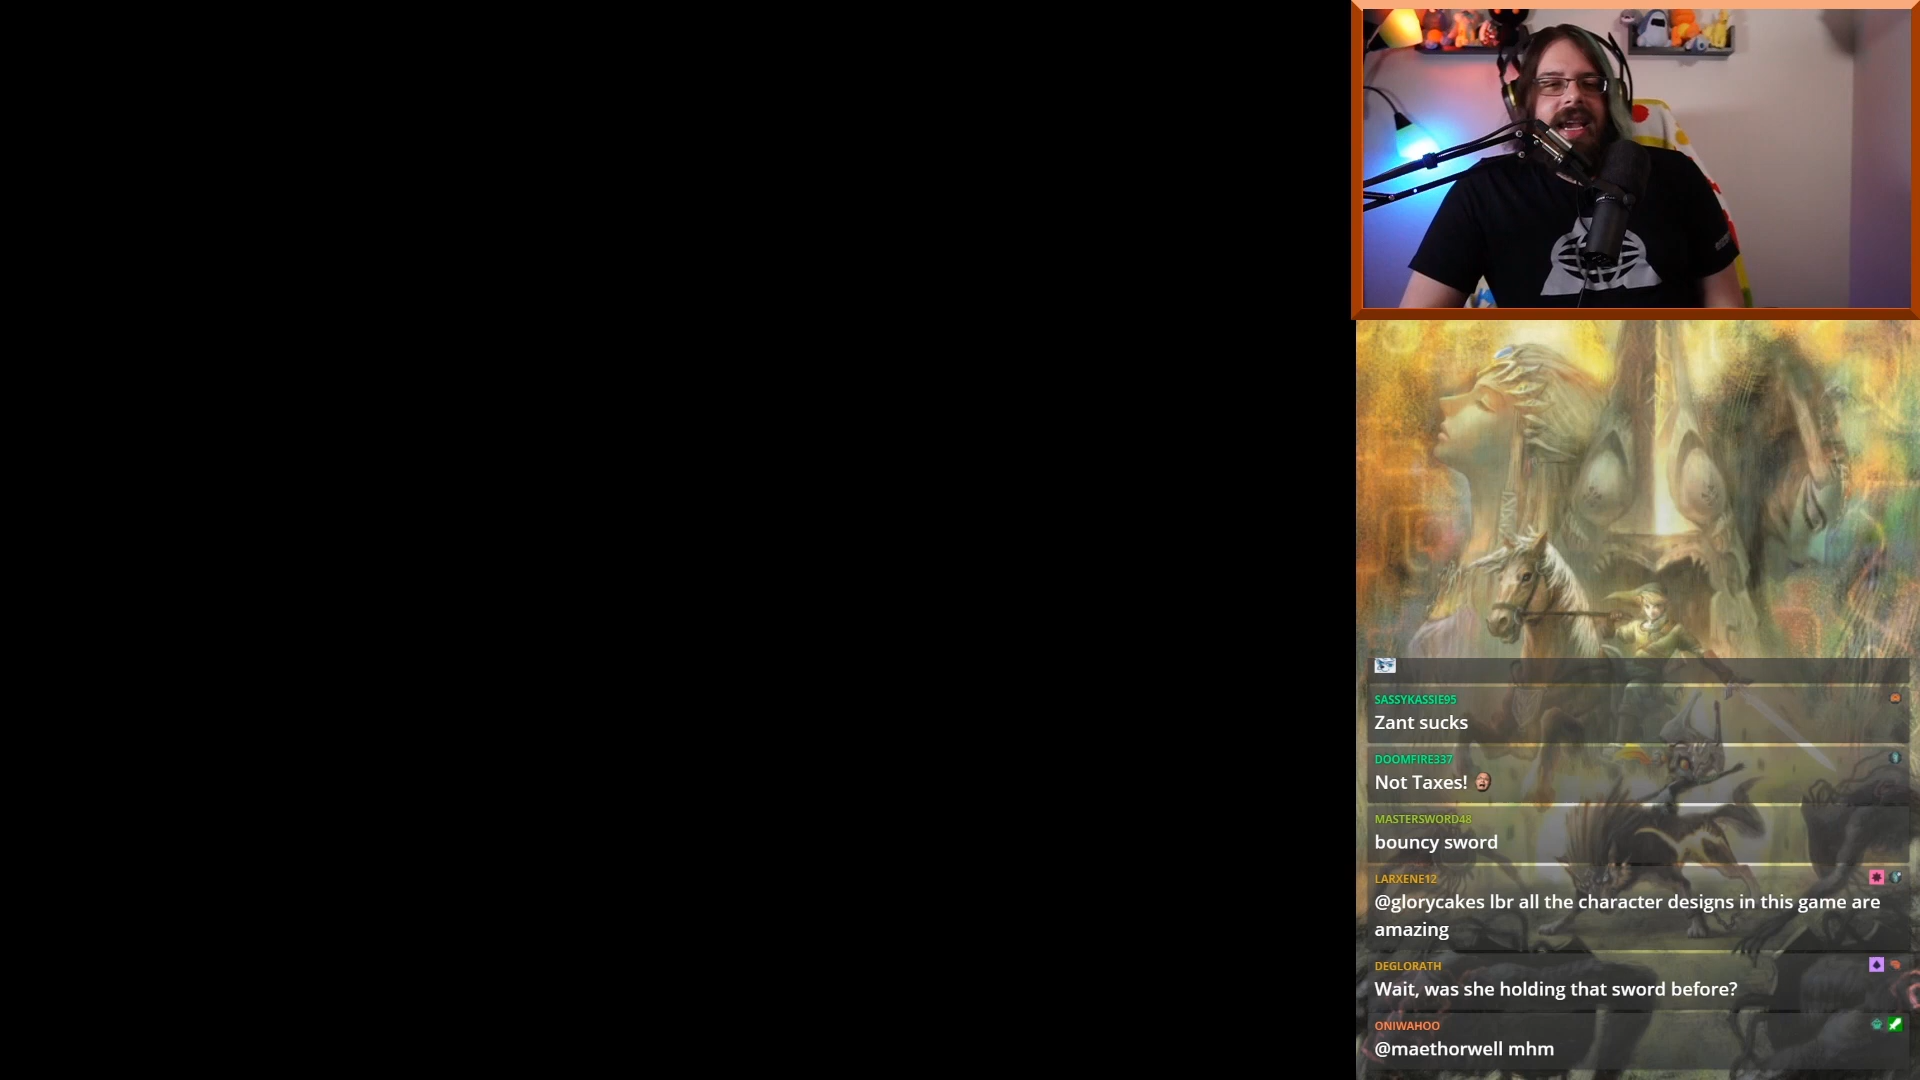 SASSYKASSIE95
Zant sucks
DOOMFIRE337
Not Taxes!
MASTERSWORD48
bouncy sword
LARXENE12
@glorycakes lbr all the character designs in this game are
amazing
DEGLORATH
Wait, was she holding that sword before?
ONIWAHOO
@maethorwell mhm